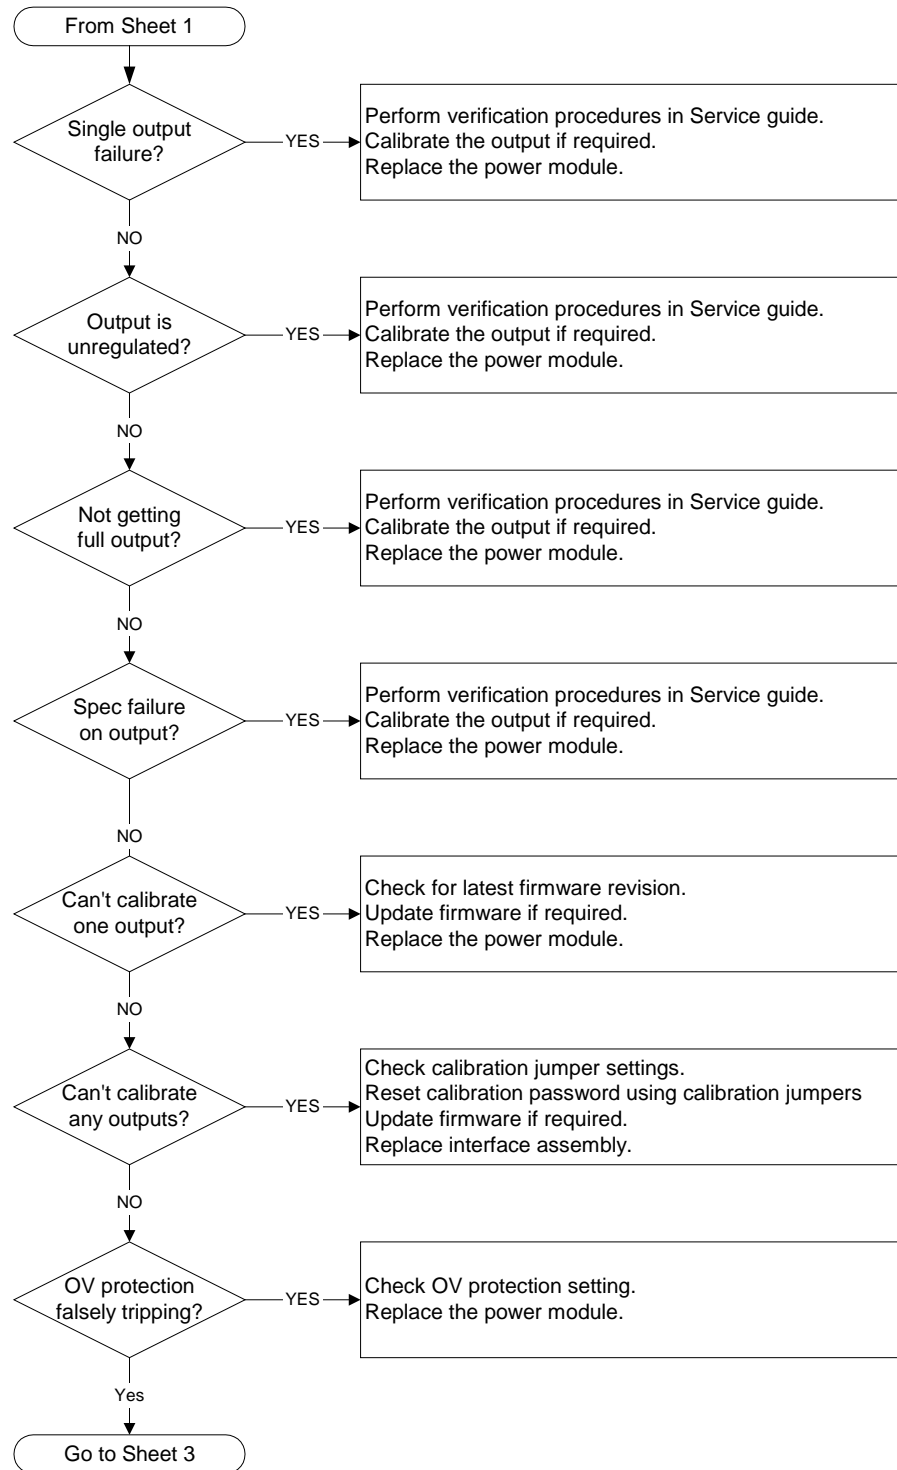 From Sheet 1
Single output
failure?
YES
Perform verification procedures in Service guide.
Calibrate the output if required.
Replace the power module.
NO
Output is
unregulated?
YES
Perform verification procedures in Service guide.
Calibrate the output if required.
Replace the power module.
NO
Not getting
full output?
YES
Perform verification procedures in Service guide.
Calibrate the output if required.
Replace the power module.
NO
Spec failure
on output?
YES
Perform verification procedures in Service guide.
Calibrate the output if required.
Replace the power module.
NO
Can't calibrate
one output?
YES
Check for latest firmware revision.
Update firmware if required.
Replace the power module.
NO
Can't calibrate
any outputs?
YES
Check calibration jumper settings.
Reset calibration password using calibration jumpers
Update firmware if required.
Replace interface assembly.
NO
OV protection
falsely tripping?
YES
Check OV protection setting.
Replace the power module.
Yes
Go to Sheet 3